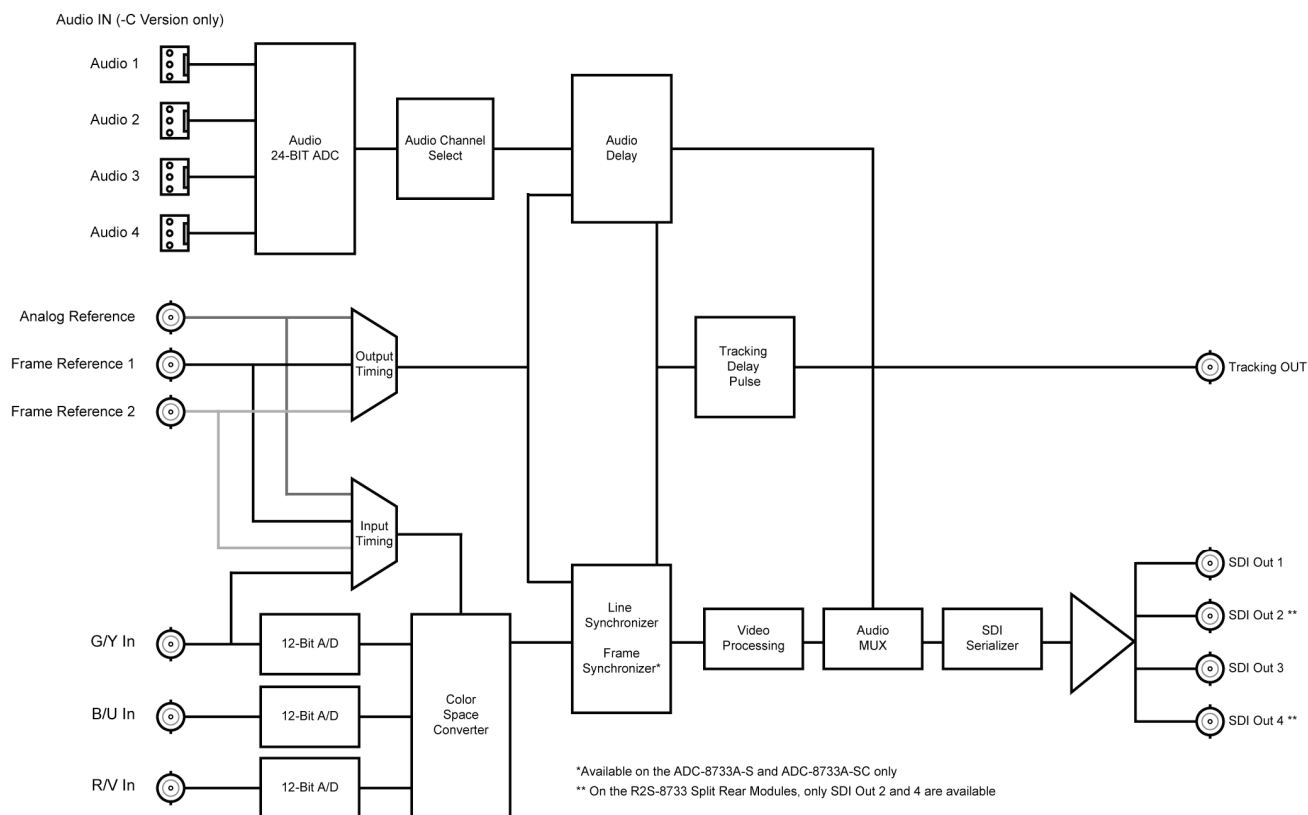 Audio IN (-C Version only)
Audio 1
Audio 2
Audio 3
Audio 4
Audio
24-BIT ADC
Audio Channel
Select
Audio
Delay
Analog Reference
Frame Reference 1
Frame Reference 2
Output
Timing
Tracking
Delay
Pulse
Tracking OUT
Input
Timing
G/Y In
B/U In
R/V In
12-Bit A/D
12-Bit A/D
12-Bit A/D
Color
Space
Converter
Line
Synchronizer
Frame
Synchronizer*
Video
Processing
Audio
MUX
SDI
Serializer
SDI Out 1
SDI Out 2 **
SDI Out 3
SDI Out 4 **
*Available on the ADC-8733A-S and ADC-8733A-SC only
** On the R2S-8733 Split Rear Modules, only SDI Out 2 and 4 are available